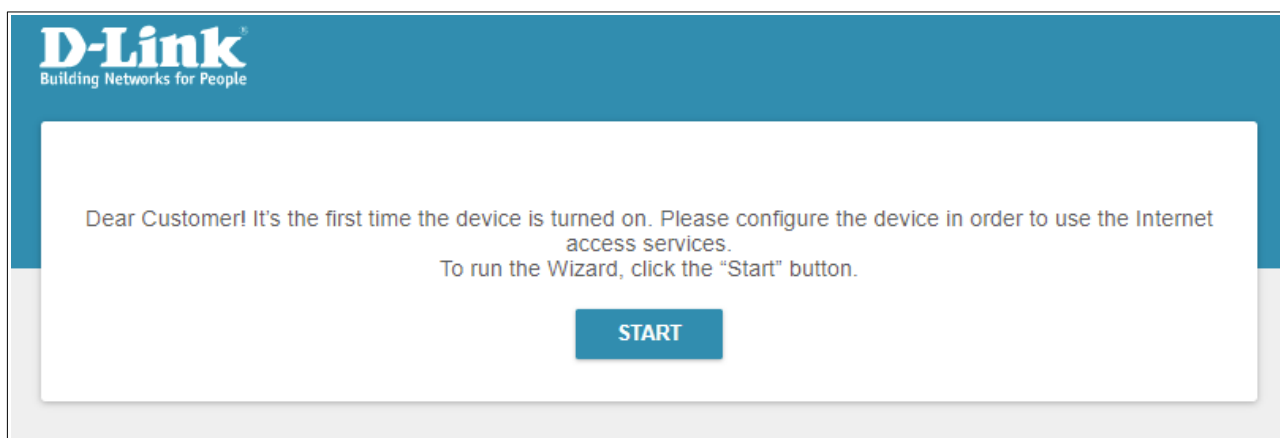 D-Link®
Building Networks for People
Dear Customer! It’s the first time the device is turned on. Please configure the device in order to use the Internet
access services.
To run the Wizard, click the “Start” button.
START